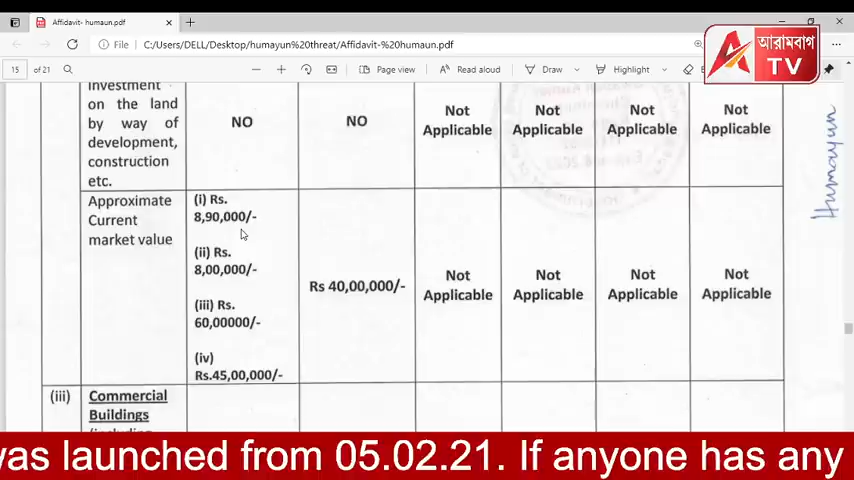 Affidavit- humaun.pdf
File
C:/Users/DELL/Desktop/humayun%20threat/Affidavit-%20humaun.pdf
আরামবাগ
TV
15
of 21
Page view
Read aloud
Draw
Highlight
Erase
investment
on the land
by way of
development,
construction
etc.
NO
NO
Not
Applicable
Not
Applicable
Not
Applicable
Not
Applicable
Humayun
Approximate
Current
market value
(i) Rs.
8,90,000/-
(ii) Rs.
8,00,000/-
(iii) Rs.
60,00000/-
(iv)
Rs.45,00,000/-
Rs 40,00,000/-
Not
Applicable
Not
Applicable
Not
Applicable
Not
Applicable
(iii)
Commercial
Buildings
(including
was launched from 05.02.21. If anyone has any